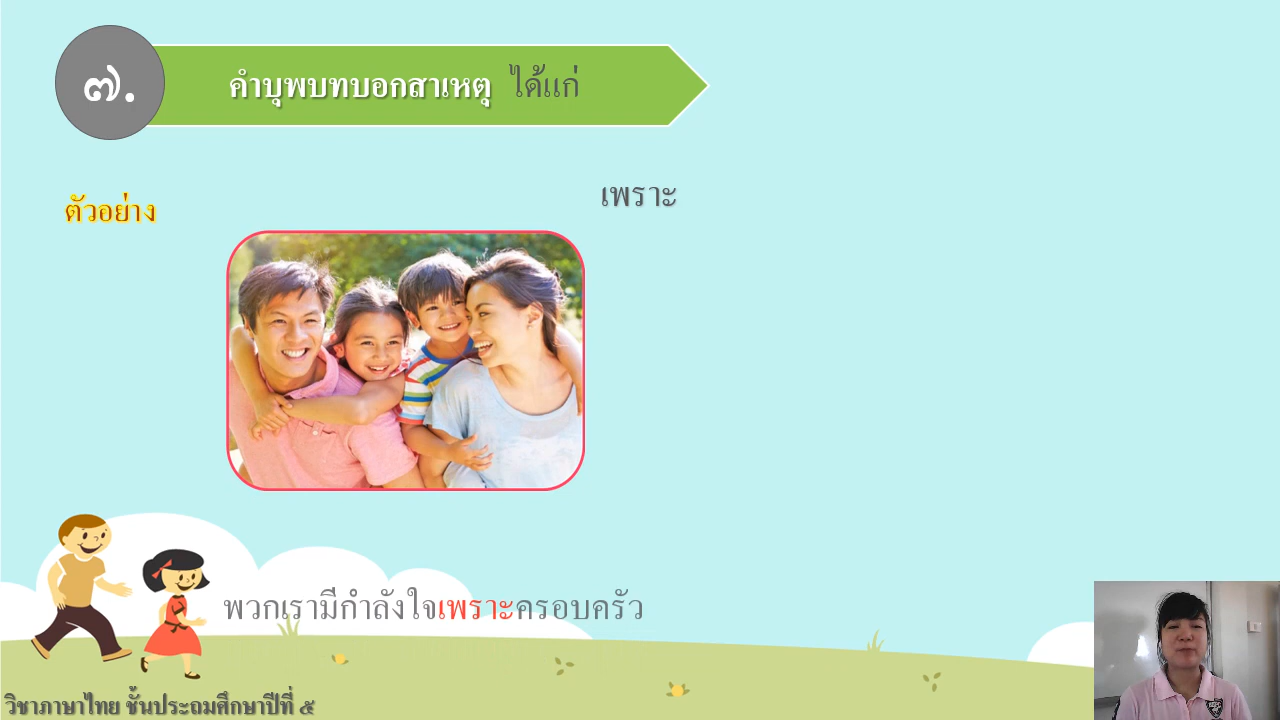 ๗.
คำบุพบทบอกสาเหตุ ได้แก่
เพราะ
ตัวอย่าง
พวกเรามีกำลังใจเพราะครอบครัว
วิชาภาษาไทย ชั้นประถมศึกษาปีที่ ๕